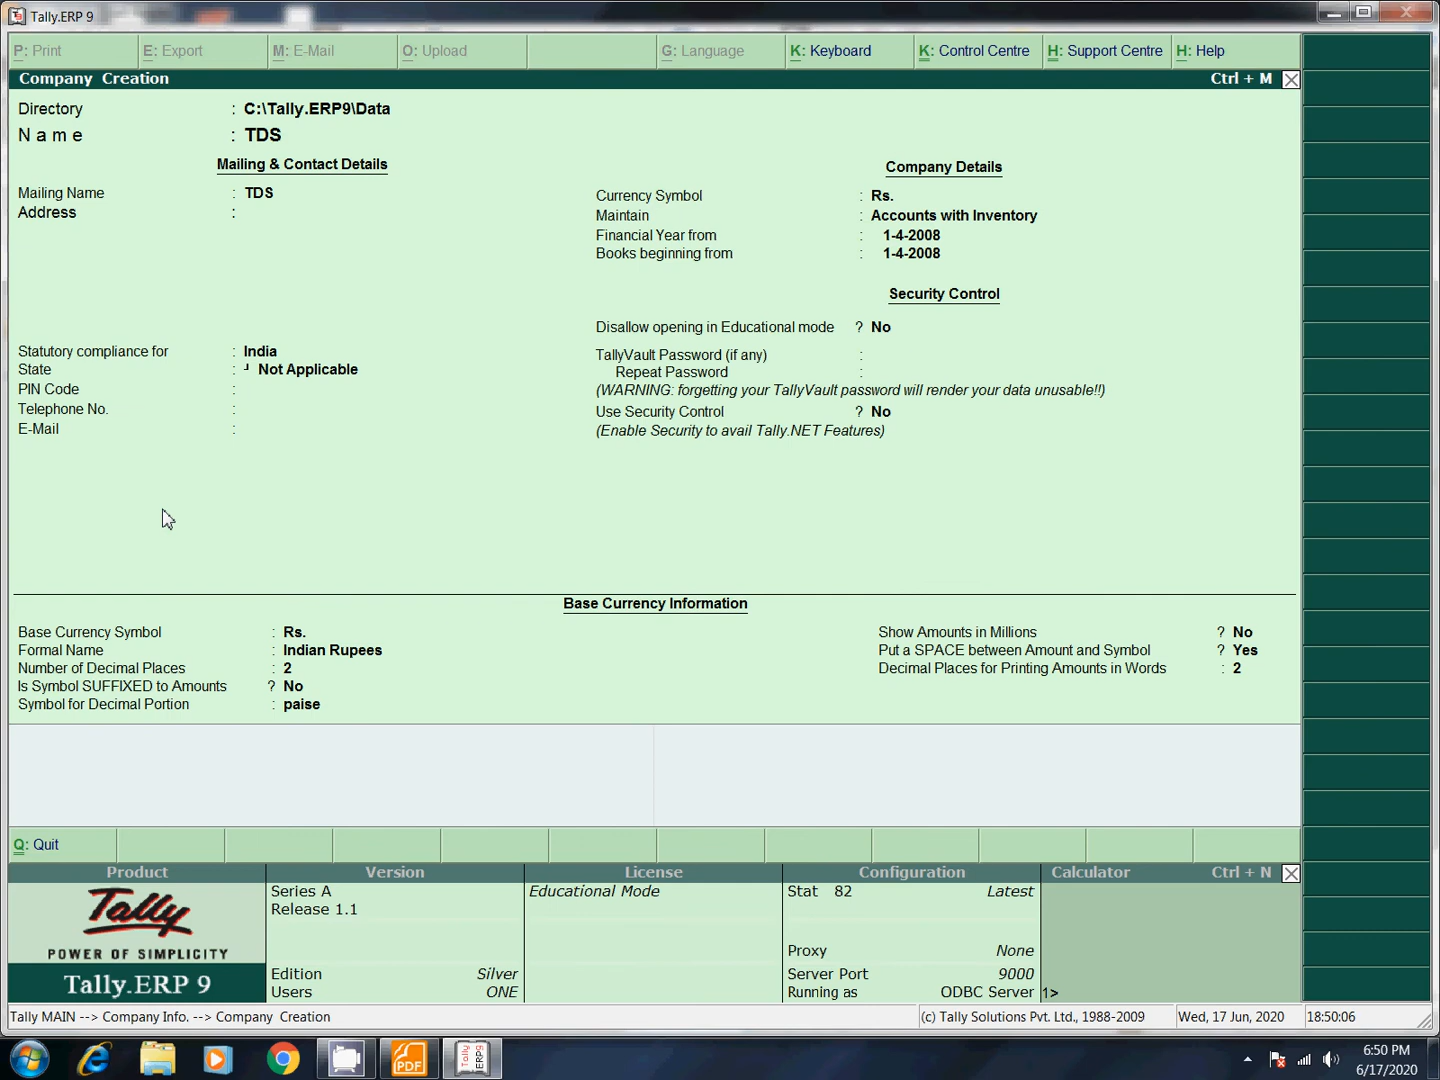 Tally.ERP 9
P: Print E: Export M: E-Mail O: Upload G: Language K: Keyboard K: Control Centre H: Support Centre H: Help
Company Creation Ctrl + M
Directory : C:\Tally.ERP9\Data
Name : TDS
Mailing & Contact Details
Mailing Name : TDS
Address :
Statutory compliance for : India
State : ┘ Not Applicable
PIN Code :
Telephone No. :
E-Mail :
Company Details
Currency Symbol : Rs.
Maintain : Accounts with Inventory
Financial Year from : 1-4-2008
Books beginning from : 1-4-2008
Security Control
Disallow opening in Educational mode ? No
TallyVault Password (if any) :
Repeat Password :
(WARNING: forgetting your TallyVault password will render your data unusable!!)
Use Security Control ? No
(Enable Security to avail Tally.NET Features)
Base Currency Information
Base Currency Symbol : Rs.
Formal Name : Indian Rupees
Number of Decimal Places : 2
Is Symbol SUFFIXED to Amounts ? No
Symbol for Decimal Portion : paise
Show Amounts in Millions ? No
Put a SPACE between Amount and Symbol ? Yes
Decimal Places for Printing Amounts in Words : 2
Q: Quit
Product Version License Configuration Calculator Ctrl + N
Tally
POWER OF SIMPLICITY
Tally.ERP 9
Series A
Release 1.1
Edition Silver
Users ONE
Educational Mode
Stat 82 Latest
Proxy None
Server Port 9000
Running as ODBC Server
1>
Tally MAIN --> Company Info. --> Company Creation (c) Tally Solutions Pvt. Ltd., 1988-2009 Wed, 17 Jun, 2020 18:50:06
PDF
Tally
ERP9
6:50 PM
6/17/2020